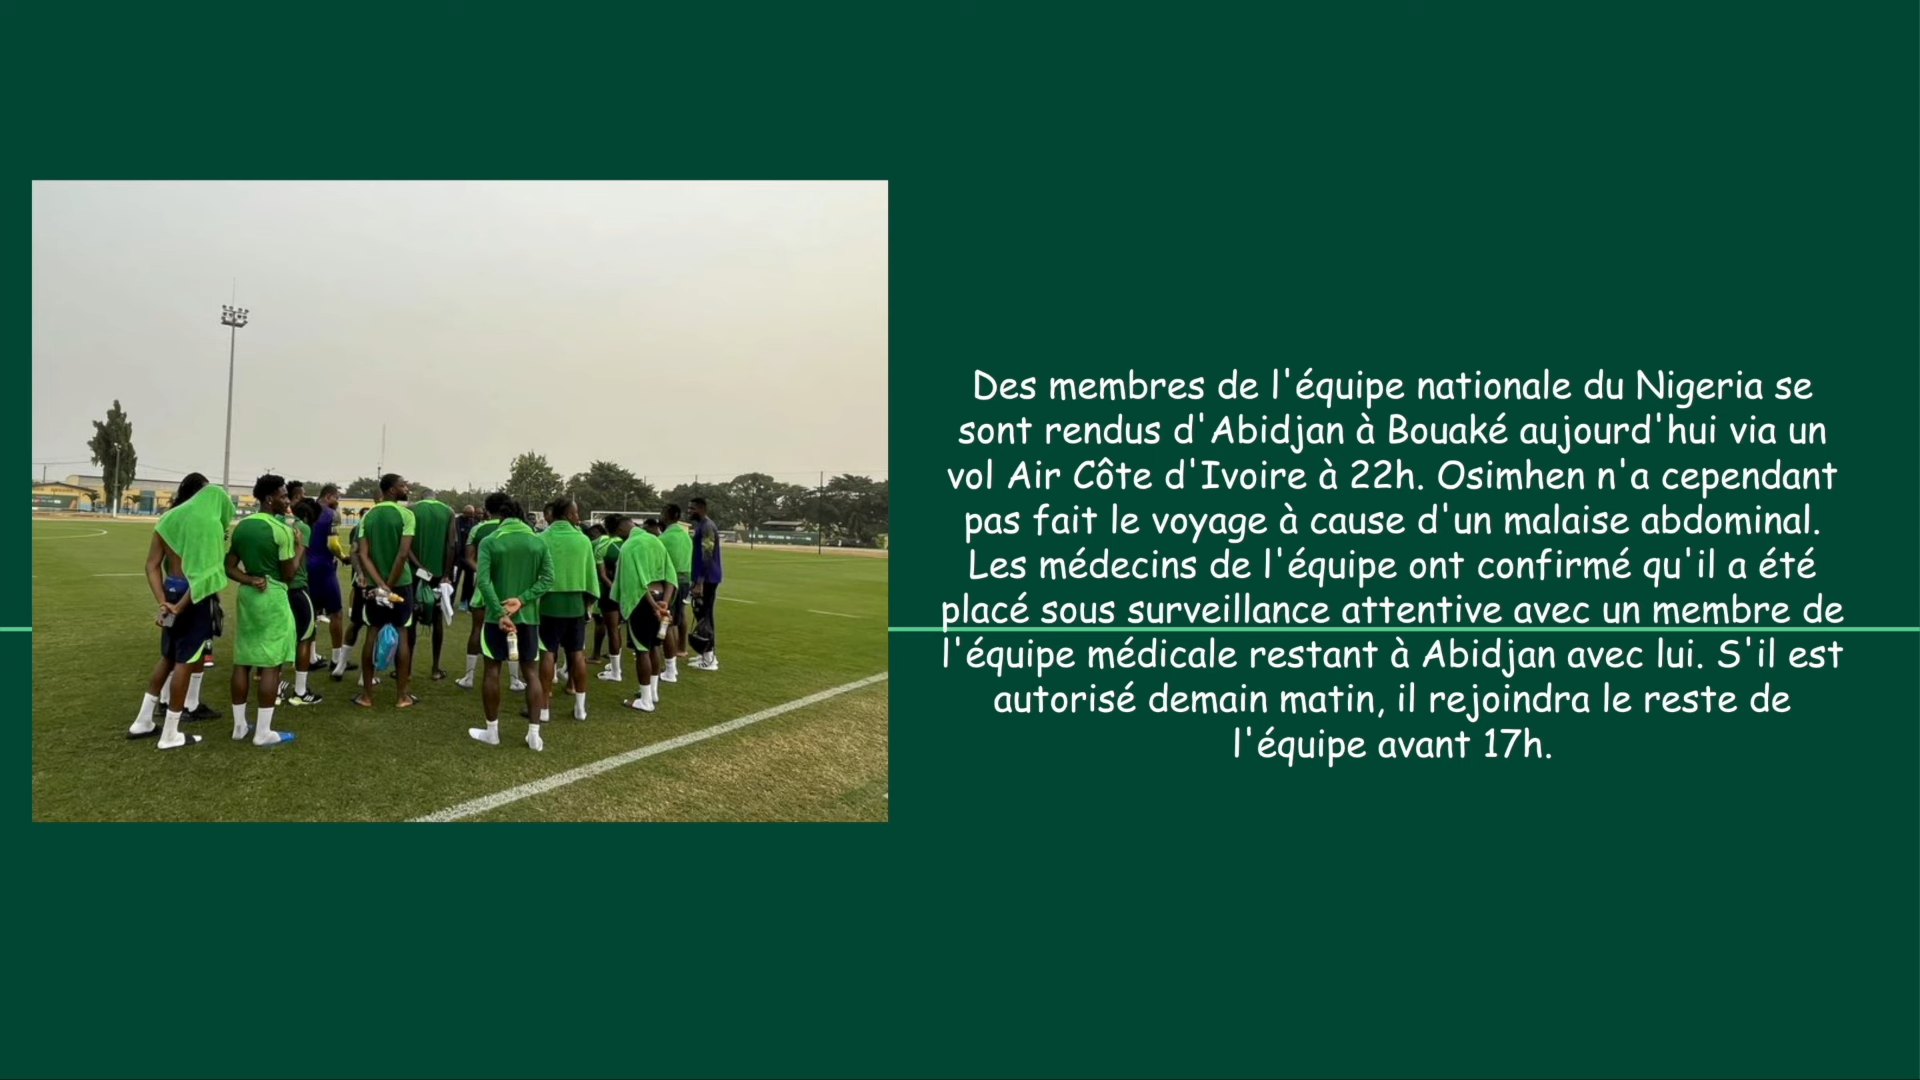 Des membres de l'équipe nationale du Nigeria se
sont rendus d'Abidjan à Bouaké aujourd'hui via un
vol Air Côte d'Ivoire à 22h. Osimhen n'a cependant
pas fait le voyage à cause d'un malaise abdominal.
Les médecins de l'équipe ont confirmé qu'il a été
placé sous surveillance attentive avec un membre de
l'équipe médicale restant à Abidjan avec lui. S'il est
autorisé demain matin, il rejoindra le reste de
l'équipe avant 17h.